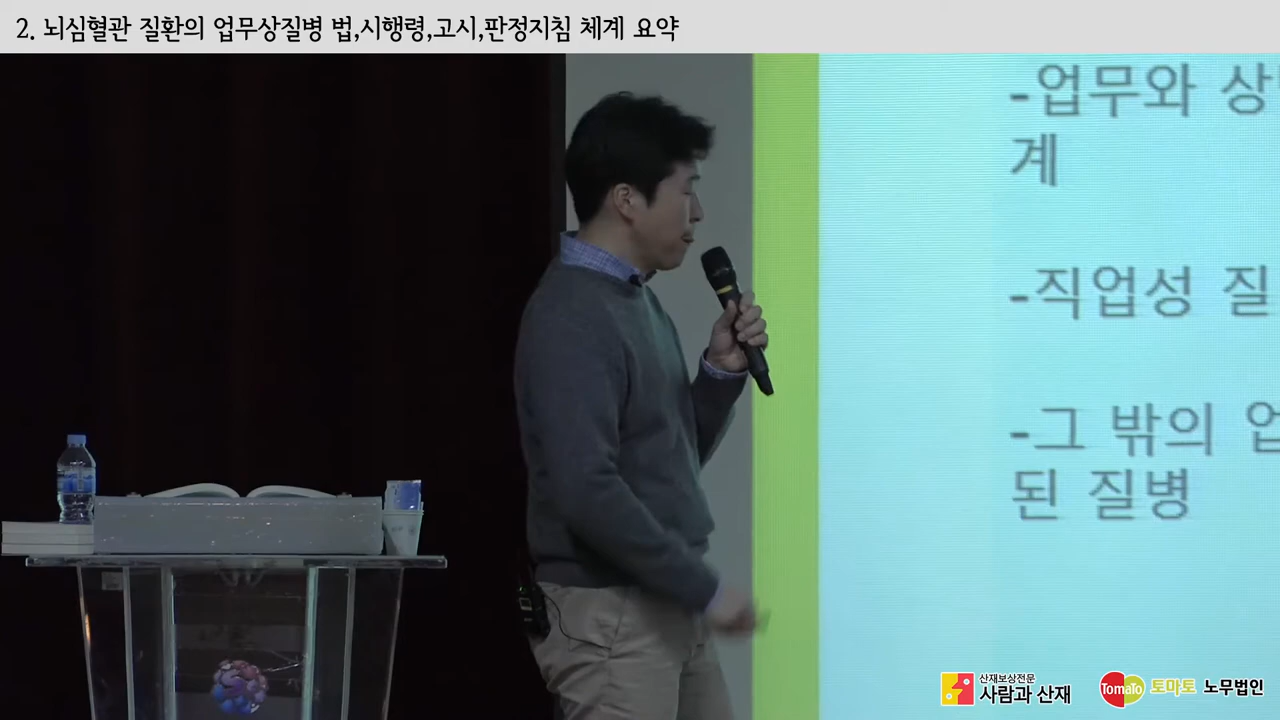 2. 뇌심혈관 질환의 업무상질병 법,시행령,고시,판정지침 체계 요약
-업무와 상
계
-직업성 질
-그 밖의 업
된 질병
산재보상전문
사람과 산재
TomaTo 토마토 노무법인